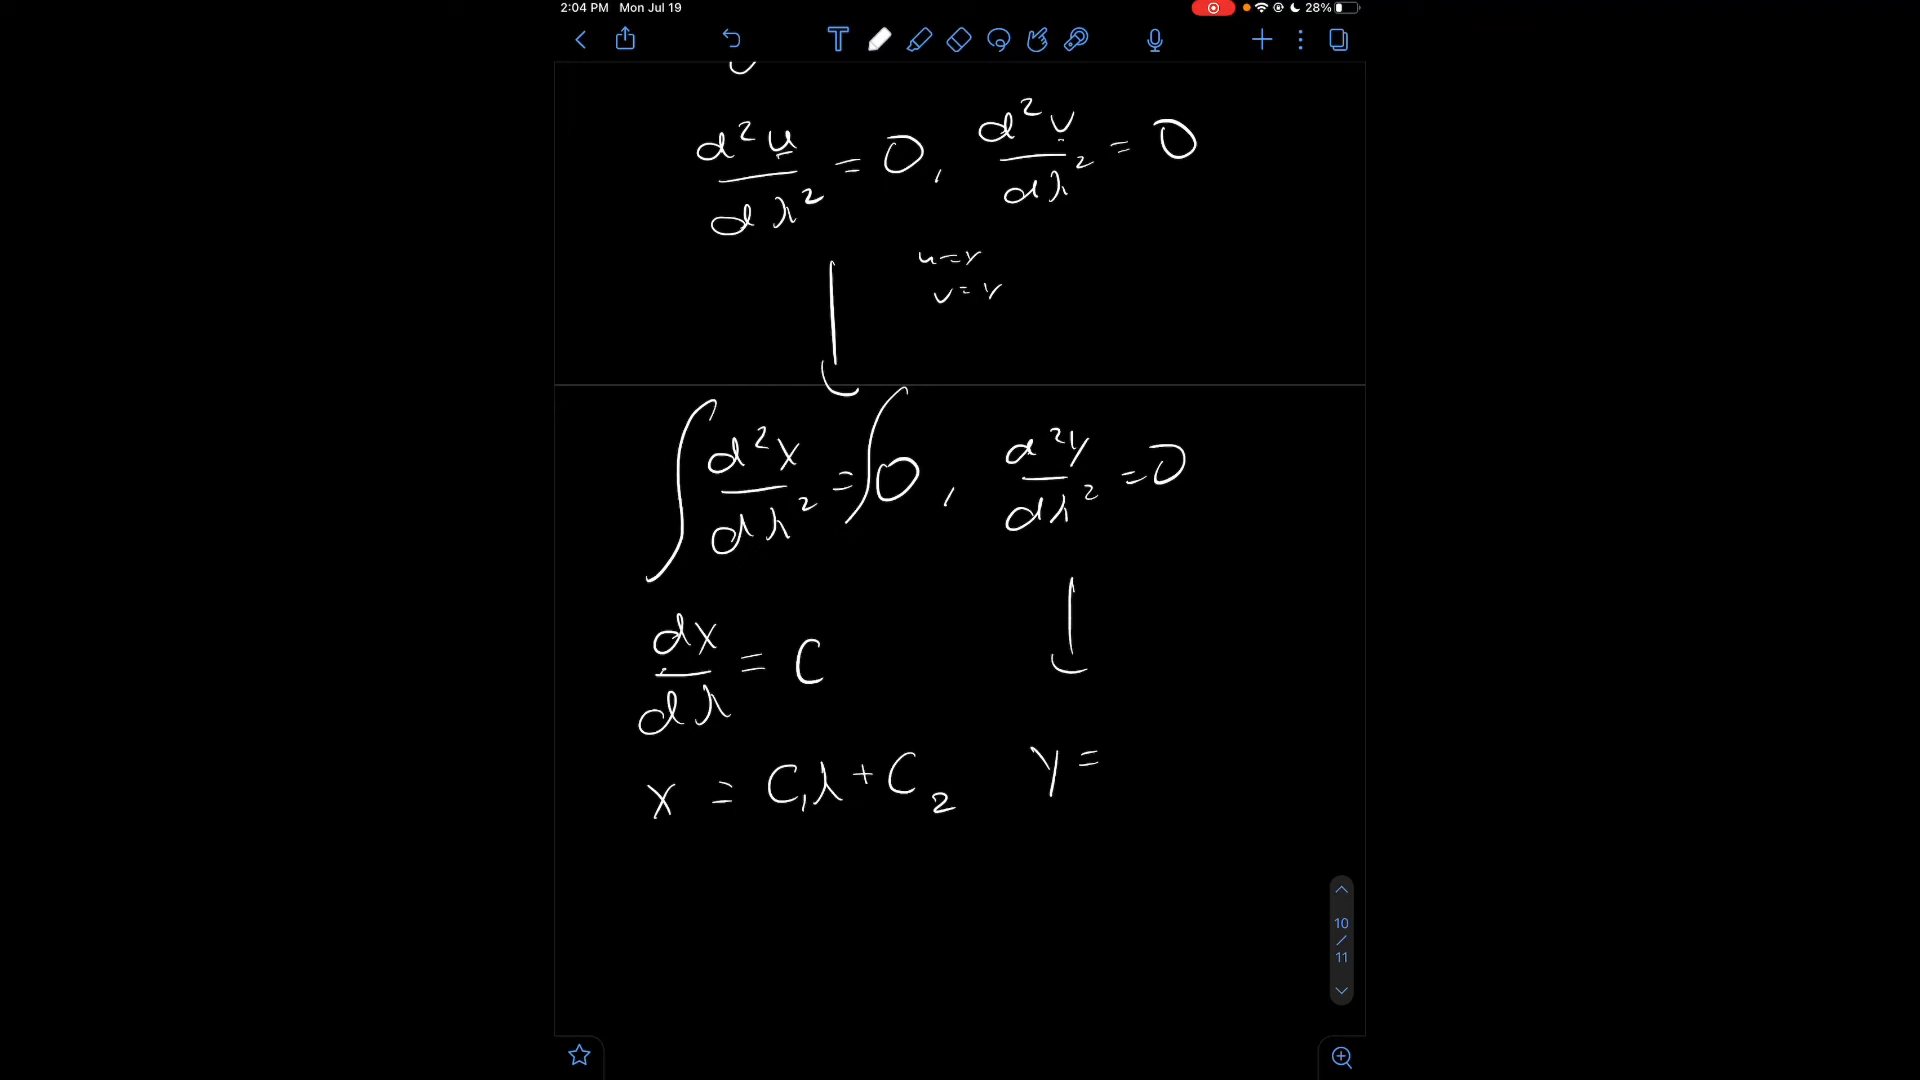 2:04 PM Mon Jul 19 28%
d²u/dλ² = 0, d²v/dλ² = 0
u=x
v=y
∫ d²x/dλ² = ∫ 0, d²y/dλ² = 0
dx/dλ = C
x = C₁λ + C₂ y =
10
/
11